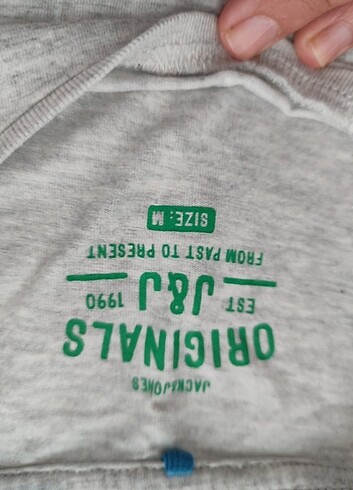 JACK&JONES
ORIGINALS
EST J&J 1990
FROM PAST TO PRESENT
SIZE: M